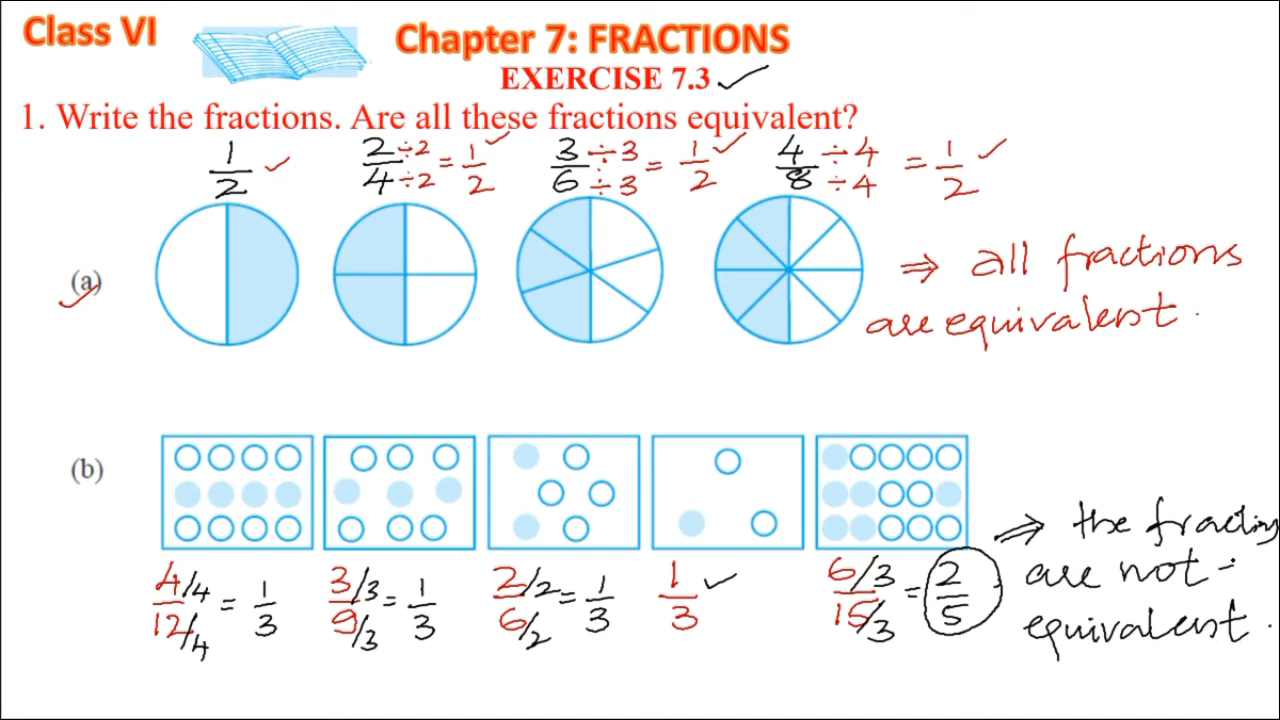 Class VI
Chapter 7: FRACTIONS
EXERCISE 7.3
1. Write the fractions. Are all these fractions equivalent?
1/2 2÷2/4÷2 = 1/2 3÷3/6÷3 = 1/2 4÷4/8÷4 = 1/2
(a)
⇒ all fractions
are equivalent.
(b)
⇒ the fractions
are not
equivalent.
4/4/12/4 = 1/3 3/3/9/3 = 1/3 2/2/6/2 = 1/3 1/3 6/3/15/3 = 2/5